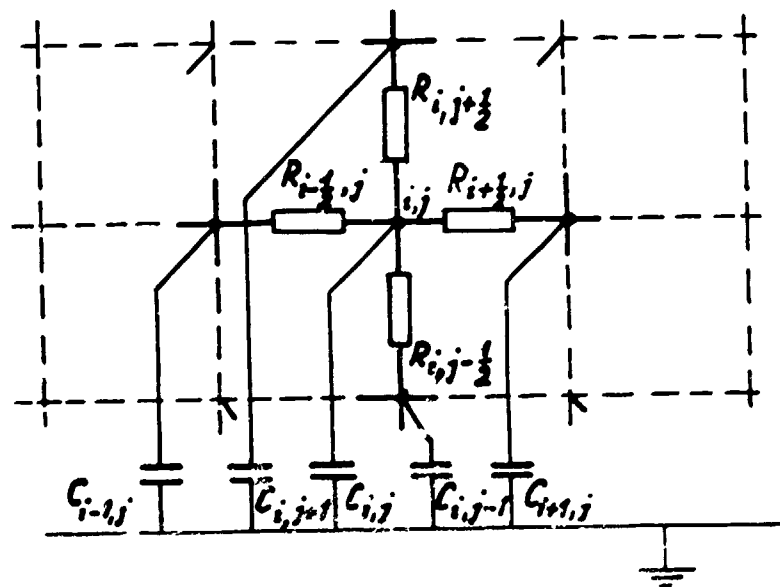 R_{i,j+1/2}
R_{i-1/2,j} i,j R_{i+1/2,j}
R_{i,j-1/2}
C_{i-1,j} C_{i,j+1} C_{i,j} C_{i,j-1} C_{i+1,j}